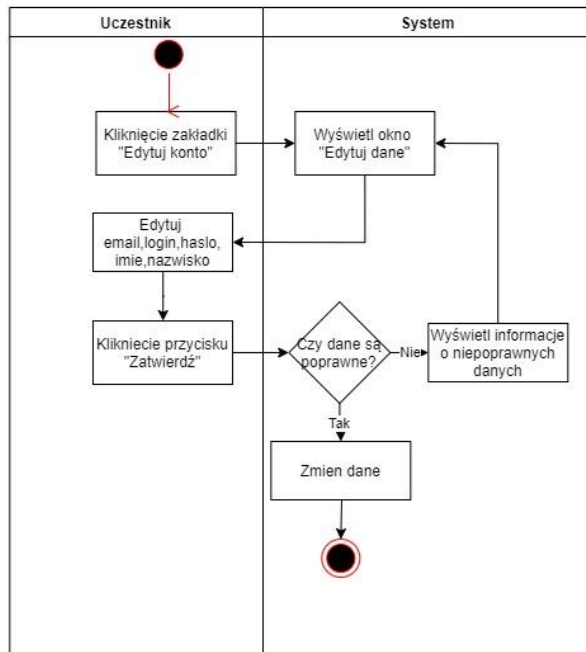 Uczestnik
System
Kliknięcie zakładki
"Edytuj konto"
Wyświetl okno
"Edytuj dane"
Edytuj
email,login,haslo,
imie,nazwisko
Klikniecie przycisku
"Zatwierdź"
Czy dane są
poprawne?
Nie
Wyświetl informacje
o niepoprawnych
danych
Tak
Zmien dane